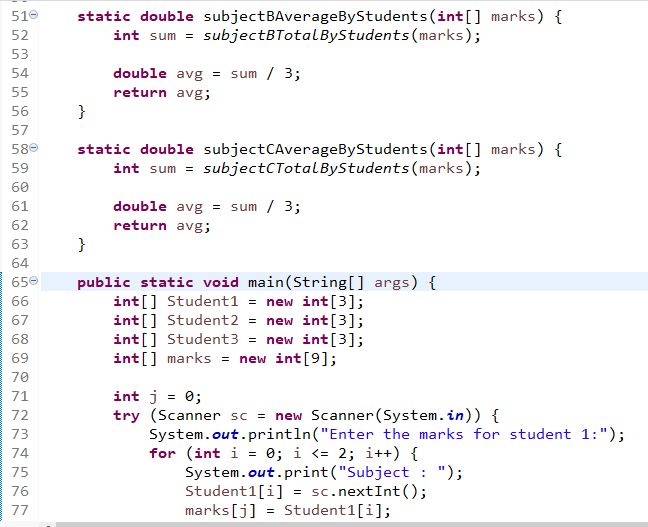 51 static double subjectBAverageByStudents(int[] marks) {
52 int sum = subjectBTotalByStudents(marks);
53
54 double avg = sum / 3;
55 return avg;
56 }
57
58 static double subjectCAverageByStudents(int[] marks) {
59 int sum = subjectCTotalByStudents(marks);
60
61 double avg = sum / 3;
62 return avg;
63 }
64
65 public static void main(String[] args) {
66 int[] Student1 = new int[3];
67 int[] Student2 = new int[3];
68 int[] Student3 = new int[3];
69 int[] marks = new int[9];
70
71 int j = 0;
72 try (Scanner sc = new Scanner(System.in)) {
73 System.out.println("Enter the marks for student 1:");
74 for (int i = 0; i <= 2; i++) {
75 System.out.print("Subject : ");
76 Student1[i] = sc.nextInt();
77 marks[j] = Student1[i];